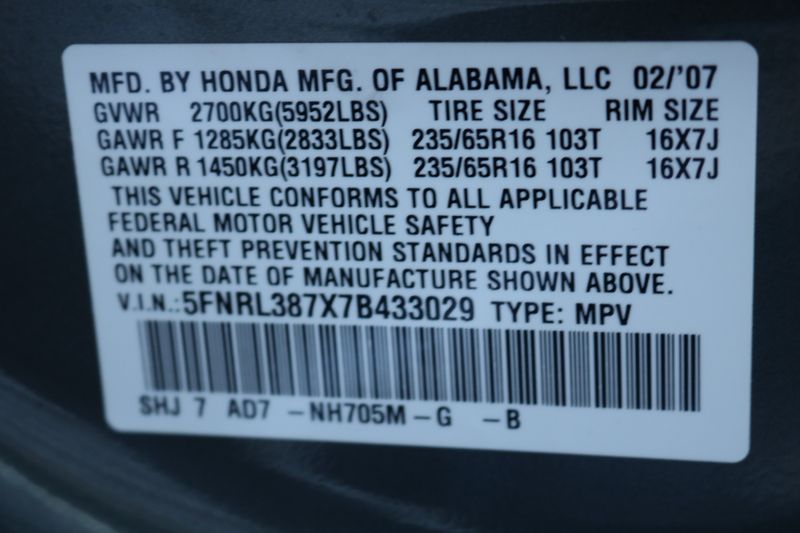 MFD. BY HONDA MFG. OF ALABAMA, LLC 02/'07
GVWR 2700KG(5952LBS) TIRE SIZE RIM SIZE
GAWR F 1285KG(2833LBS) 235/65R16 103T 16X7J
GAWR R 1450KG(3197LBS) 235/65R16 103T 16X7J
THIS VEHICLE CONFORMS TO ALL APPLICABLE
FEDERAL MOTOR VEHICLE SAFETY
AND THEFT PREVENTION STANDARDS IN EFFECT
ON THE DATE OF MANUFACTURE SHOWN ABOVE.
V.I.N.:5FNRL387X7B433029 TYPE: MPV
SHJ 7 AD7 -NH705M-G -B